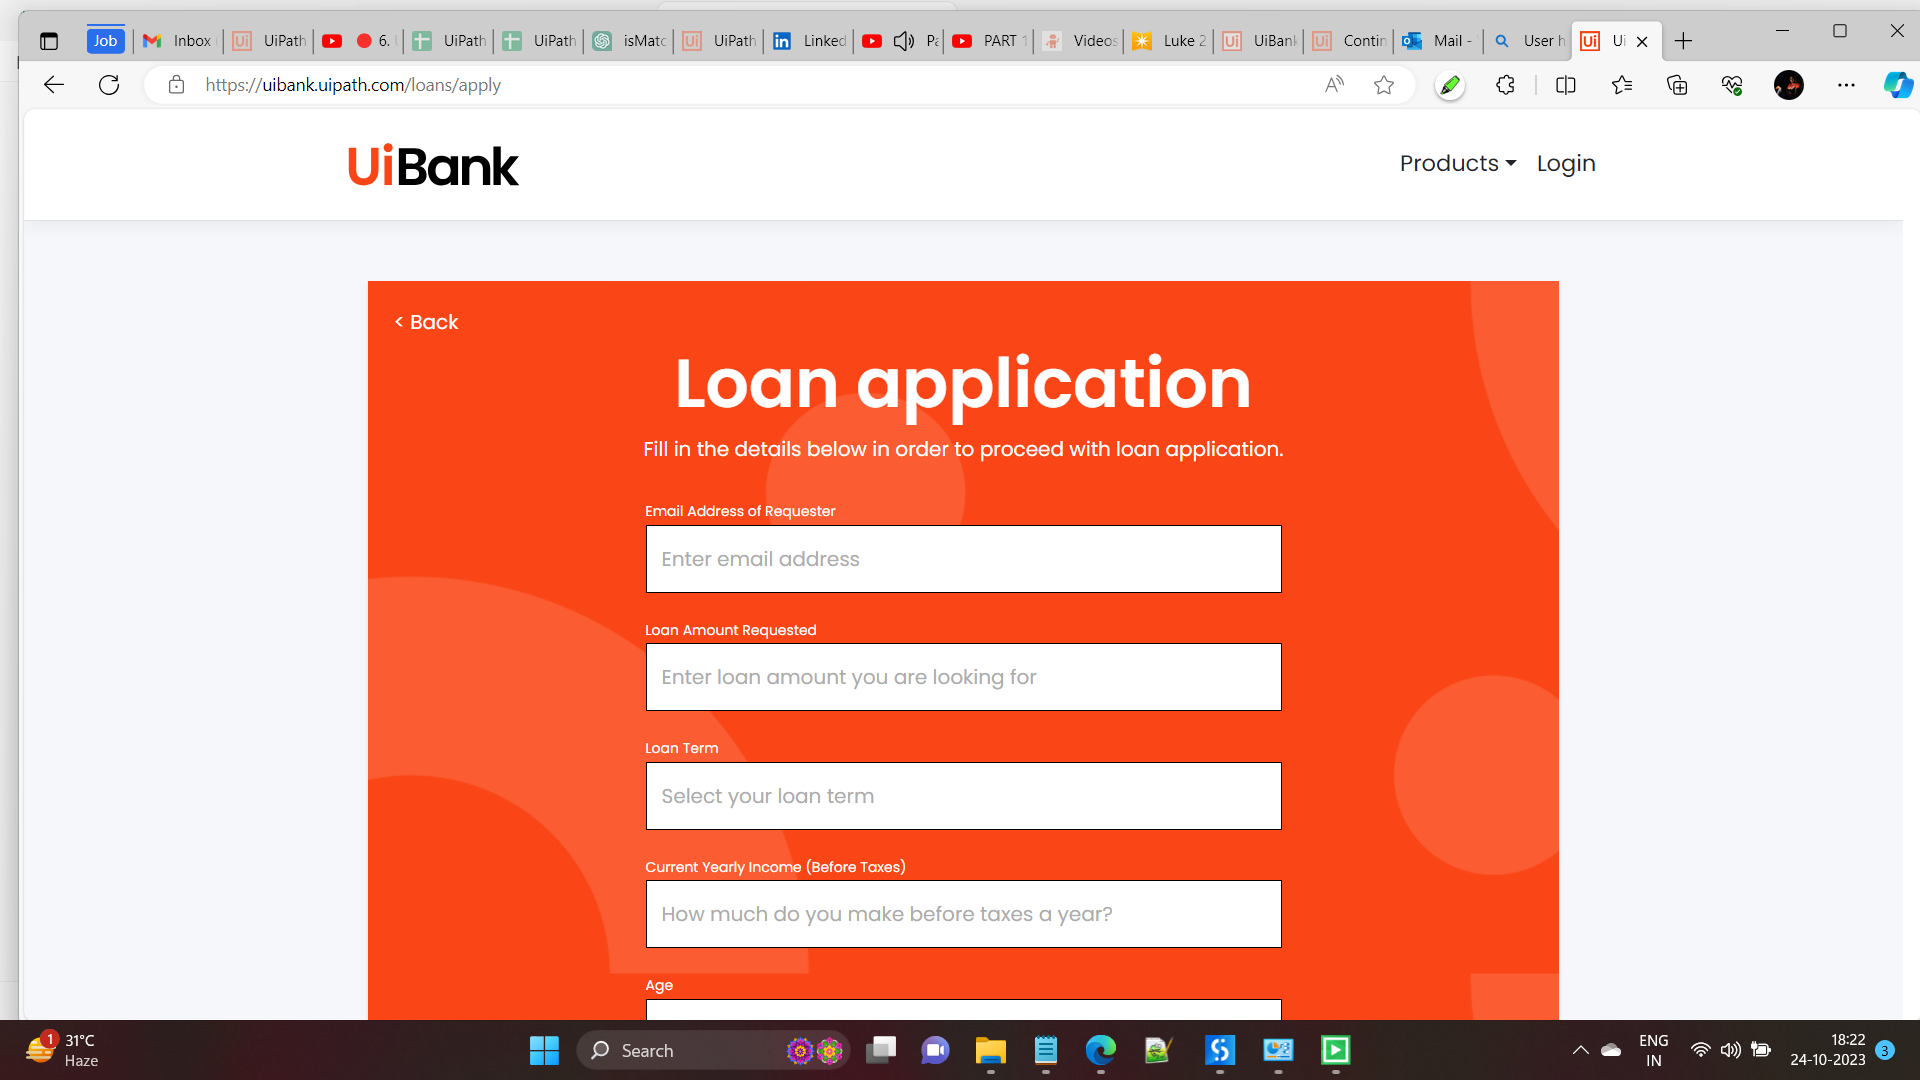 Job
Inbox
UiPath
6.
UiPath
UiPath
isMatc
UiPath
Linked
Pa
PART 1
Videos
Luke 2
UiBank
Contin
Mail -
User h
Ui
https://uibank.uipath.com/loans/apply
UiBank
Products
Login
< Back
Loan application
Fill in the details below in order to proceed with loan application.
Email Address of Requester
Enter email address
Loan Amount Requested
Enter loan amount you are looking for
Loan Term
Select your loan term
Current Yearly Income (Before Taxes)
How much do you make before taxes a year?
Age
1
31°C
Haze
Search
ENG
IN
18:22
24-10-2023
3